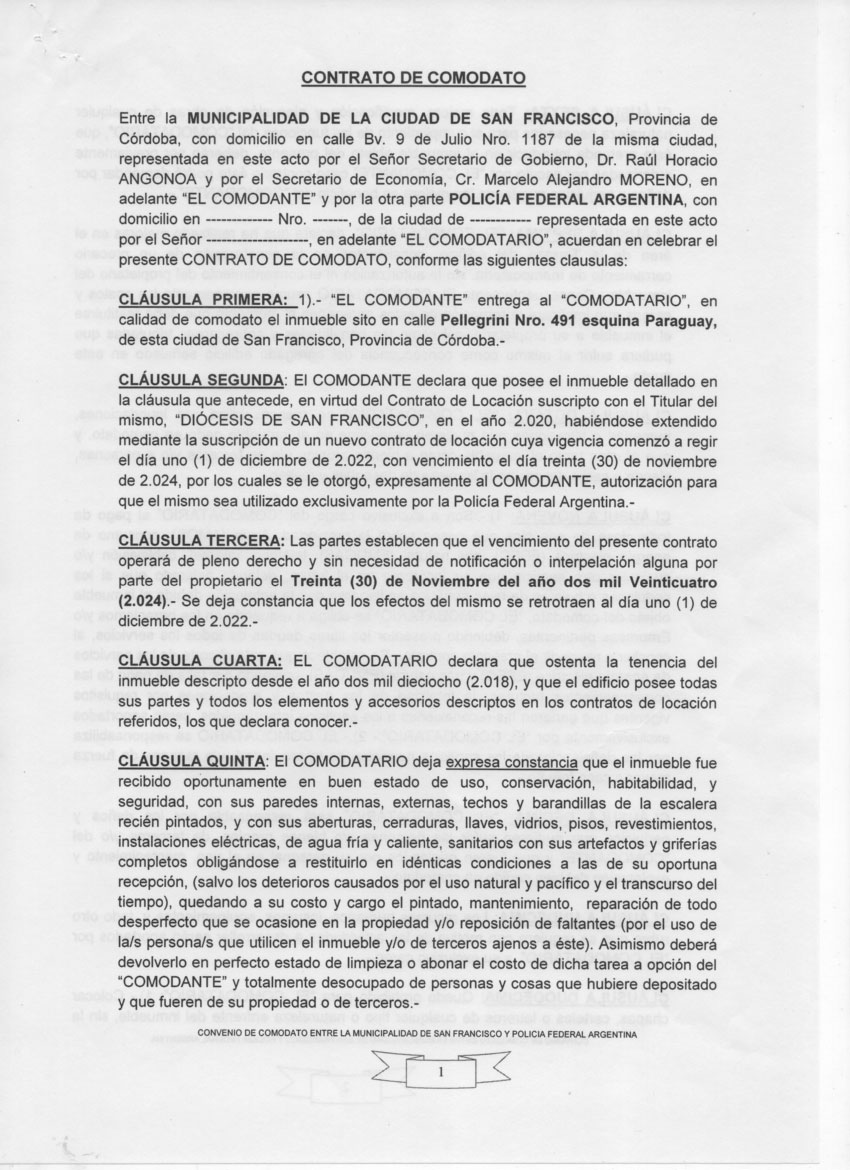 CONTRATO DE COMODATO
Entre la MUNICIPALIDAD DE LA CIUDAD DE SAN FRANCISCO, Provincia de
Córdoba, con domicilio en calle Bv. 9 de Julio Nro. 1187 de la misma ciudad,
representada en este acto por el Señor Secretario de Gobierno, Dr. Raúl Horacio
ANGONOA y por el Secretario de Economía, Cr. Marcelo Alejandro MORENO, en
adelante “EL COMODANTE” y por la otra parte POLICÍA FEDERAL ARGENTINA, con
domicilio en ------------- Nro. -------, de la ciudad de ------------ representada en este acto
por el Señor --------------------, en adelante “EL COMODATARIO”, acuerdan en celebrar el
presente CONTRATO DE COMODATO, conforme las siguientes clausulas:
CLÁUSULA PRIMERA: 1).- “EL COMODANTE” entrega al “COMODATARIO”, en
calidad de comodato el inmueble sito en calle Pellegrini Nro. 491 esquina Paraguay,
de esta ciudad de San Francisco, Provincia de Córdoba.-
CLÁUSULA SEGUNDA: El COMODANTE declara que posee el inmueble detallado en
la cláusula que antecede, en virtud del Contrato de Locación suscripto con el Titular del
mismo, “DIÓCESIS DE SAN FRANCISCO”, en el año 2.020, habiéndose extendido
mediante la suscripción de un nuevo contrato de locación cuya vigencia comenzó a regir
el día uno (1) de diciembre de 2.022, con vencimiento el día treinta (30) de noviembre
de 2.024, por los cuales se le otorgó, expresamente al COMODANTE, autorización para
que el mismo sea utilizado exclusivamente por la Policía Federal Argentina.-
CLÁUSULA TERCERA: Las partes establecen que el vencimiento del presente contrato
operará de pleno derecho y sin necesidad de notificación o interpelación alguna por
parte del propietario el Treinta (30) de Noviembre del año dos mil Veinticuatro
(2.024).- Se deja constancia que los efectos del mismo se retrotraen al día uno (1) de
diciembre de 2.022.-
CLÁUSULA CUARTA: EL COMODATARIO declara que ostenta la tenencia del
inmueble descripto desde el año dos mil dieciocho (2.018), y que el edificio posee todas
sus partes y todos los elementos y accesorios descriptos en los contratos de locación
referidos, los que declara conocer.-
CLÁUSULA QUINTA: El COMODATARIO deja expresa constancia que el inmueble fue
recibido oportunamente en buen estado de uso, conservación, habitabilidad, y
seguridad, con sus paredes internas, externas, techos y barandillas de la escalera
recién pintados, y con sus aberturas, cerraduras, llaves, vidrios, pisos, revestimientos,
instalaciones eléctricas, de agua fría y caliente, sanitarios con sus artefactos y griferías
completos obligándose a restituirlo en idénticas condiciones a las de su oportuna
recepción, (salvo los deterioros causados por el uso natural y pacífico y el transcurso del
tiempo), quedando a su costo y cargo el pintado, mantenimiento, reparación de todo
desperfecto que se ocasione en la propiedad y/o reposición de faltantes (por el uso de
la/s persona/s que utilicen el inmueble y/o de terceros ajenos a éste). Asimismo deberá
devolverlo en perfecto estado de limpieza o abonar el costo de dicha tarea a opción del
“COMODANTE” y totalmente desocupado de personas y cosas que hubiere depositado
y que fueren de su propiedad o de terceros.-
CONVENIO DE COMODATO ENTRE LA MUNICIPALIDAD DE SAN FRANCISCO Y POLICIA FEDERAL ARGENTINA
1